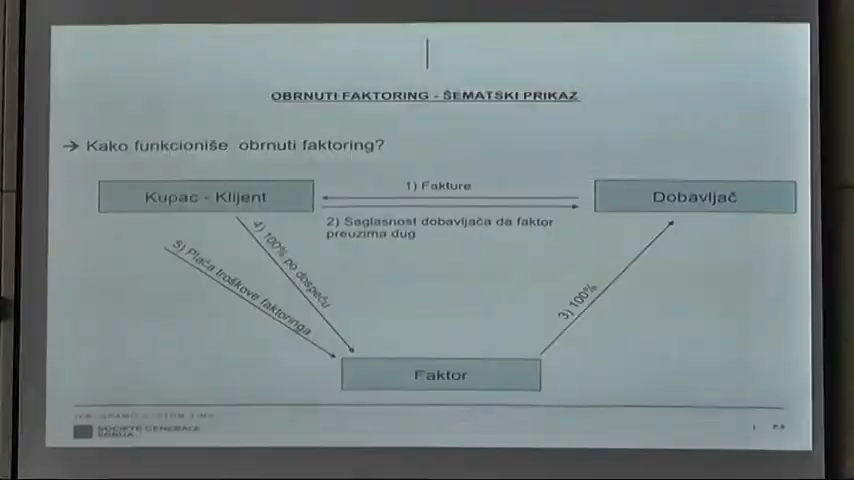 OBRNUTI FAKTORING - ŠEMATSKI PRIKAZ
→ Kako funkcioniše obrnuti faktoring?
Kupac - Klijent
1) Fakture
Dobavljač
2) Saglasnost dobavljača da faktor
preuzima dug
4) 100% po dospeću
5) Plaća troškove faktoringa
3) 100%
Faktor
SOCIETE GENERALE
SRBIJA